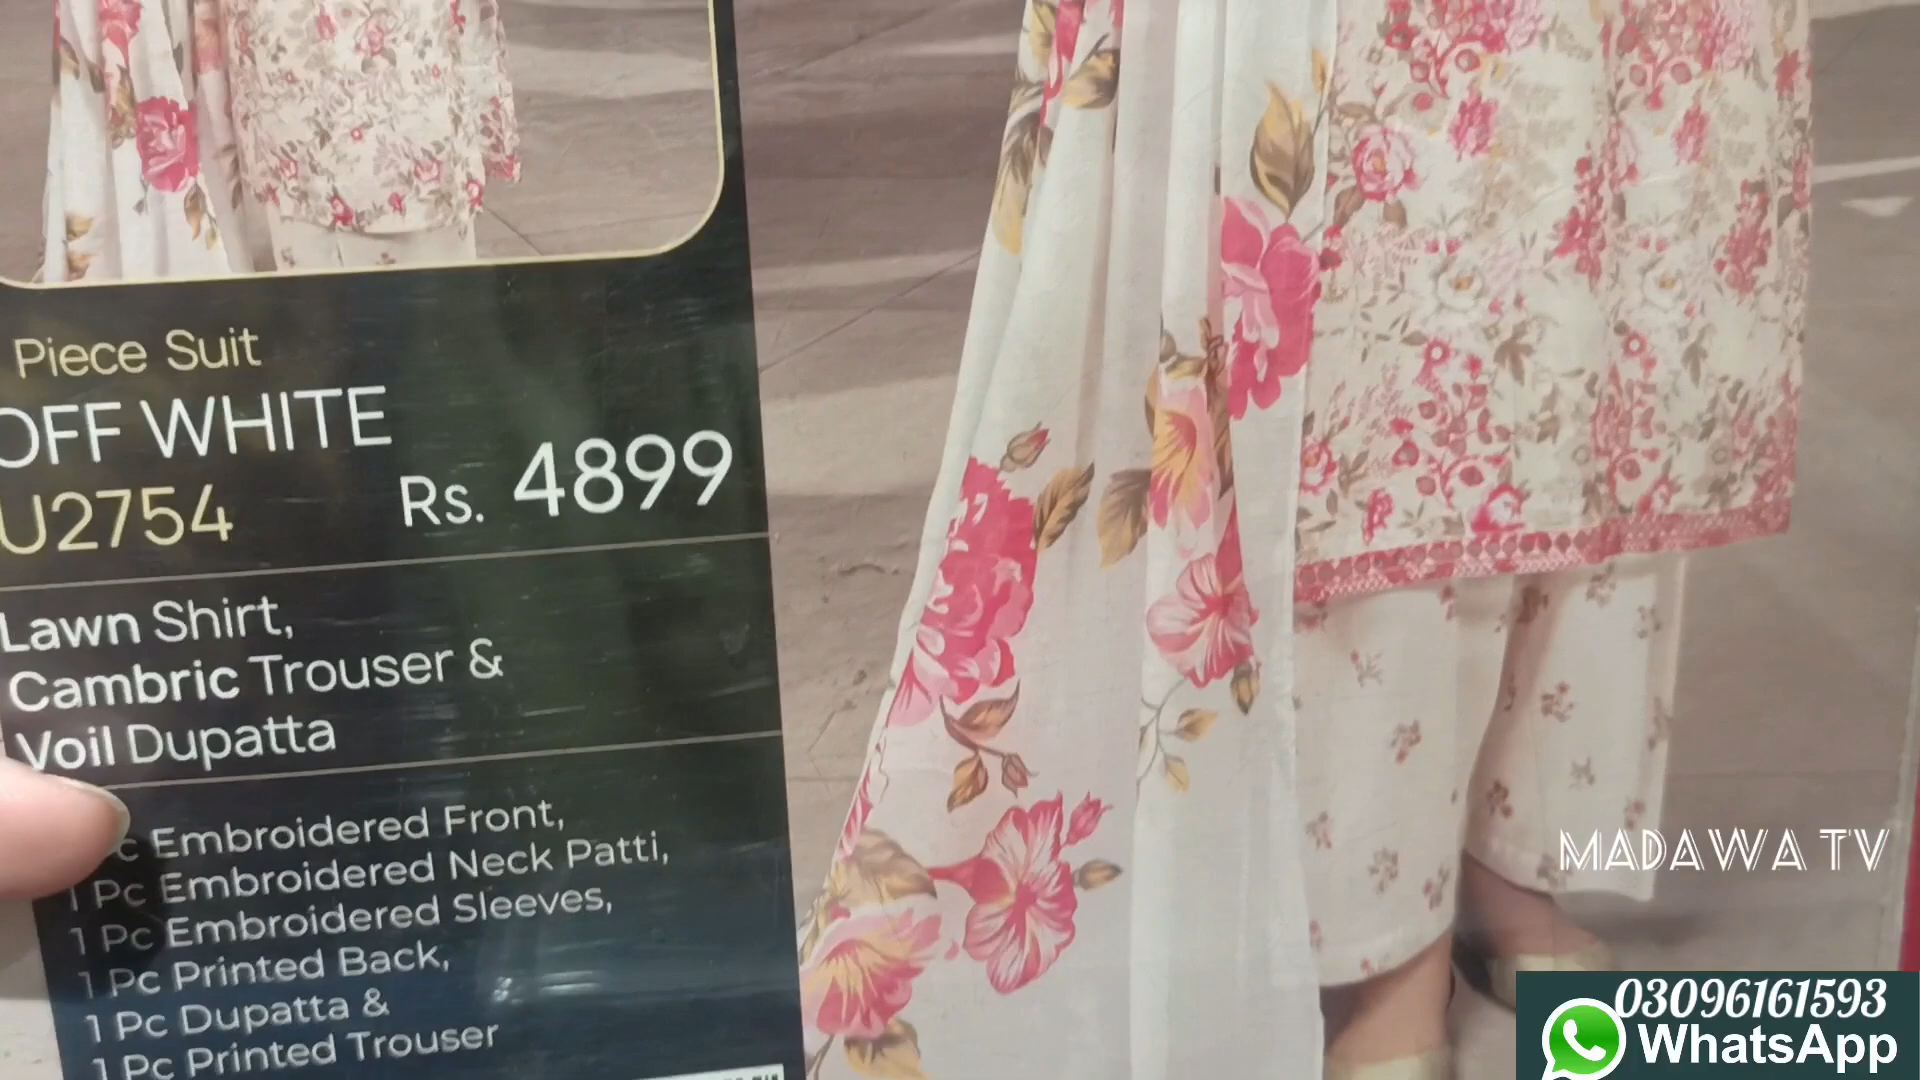 Piece Suit
OFF WHITE
U2754
Rs. 4899
Lawn Shirt,
Cambric Trouser &
Voil Dupatta
Embroidered Front,
1 Pc Embroidered Neck Patti,
1 Pc Embroidered Sleeves,
1 Pc Printed Back,
1 Pc Dupatta &
1 Pc Printed Trouser
MADAWA TV
03096161593
WhatsApp